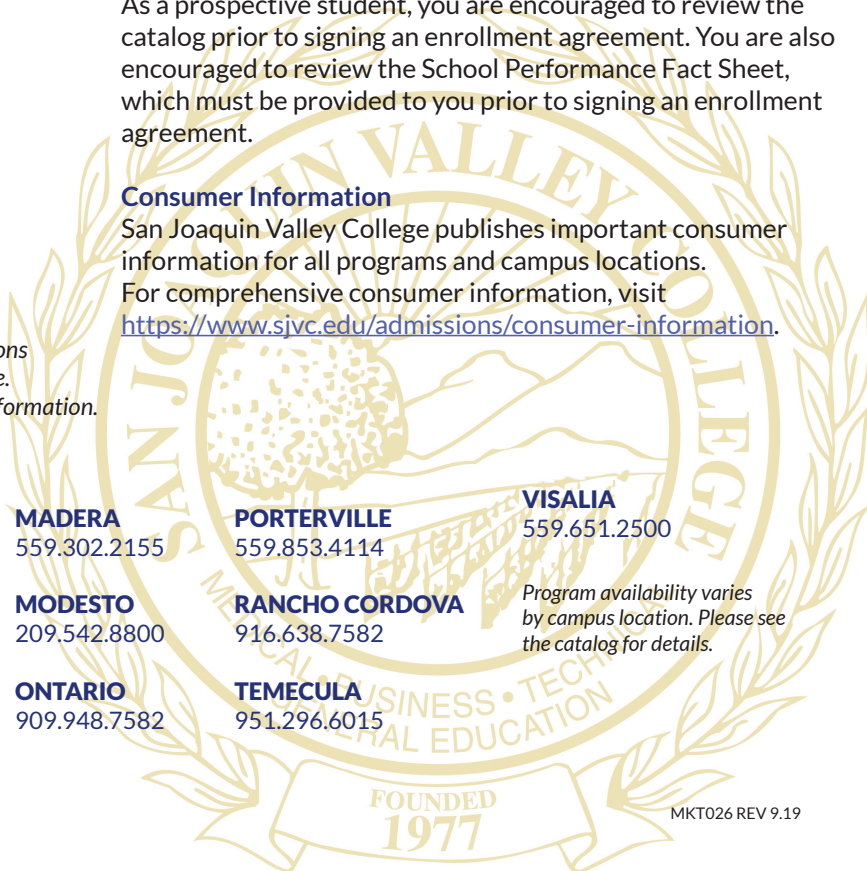 As a prospective student, you are encouraged to review the
catalog prior to signing an enrollment agreement. You are also
encouraged to review the School Performance Fact Sheet,
which must be provided to you prior to signing an enrollment
agreement.
Consumer Information
San Joaquin Valley College publishes important consumer
information for all programs and campus locations.
For comprehensive consumer information, visit
https://www.sjvc.edu/admissions/consumer-information.
MADERA
559.302.2155
MODESTO
209.542.8800
ONTARIO
909.948.7582
PORTERVILLE
559.853.4114
RANCHO CORDOVA
916.638.7582
TEMECULA
951.296.6015
VISALIA
559.651.2500
Program availability varies
by campus location. Please see
the catalog for details.
SAN JOAQUIN VALLEY COLLEGE
MEDICAL • BUSINESS • TECHNICAL
GENERAL EDUCATION
FOUNDED
1977
MKT026 REV 9.19